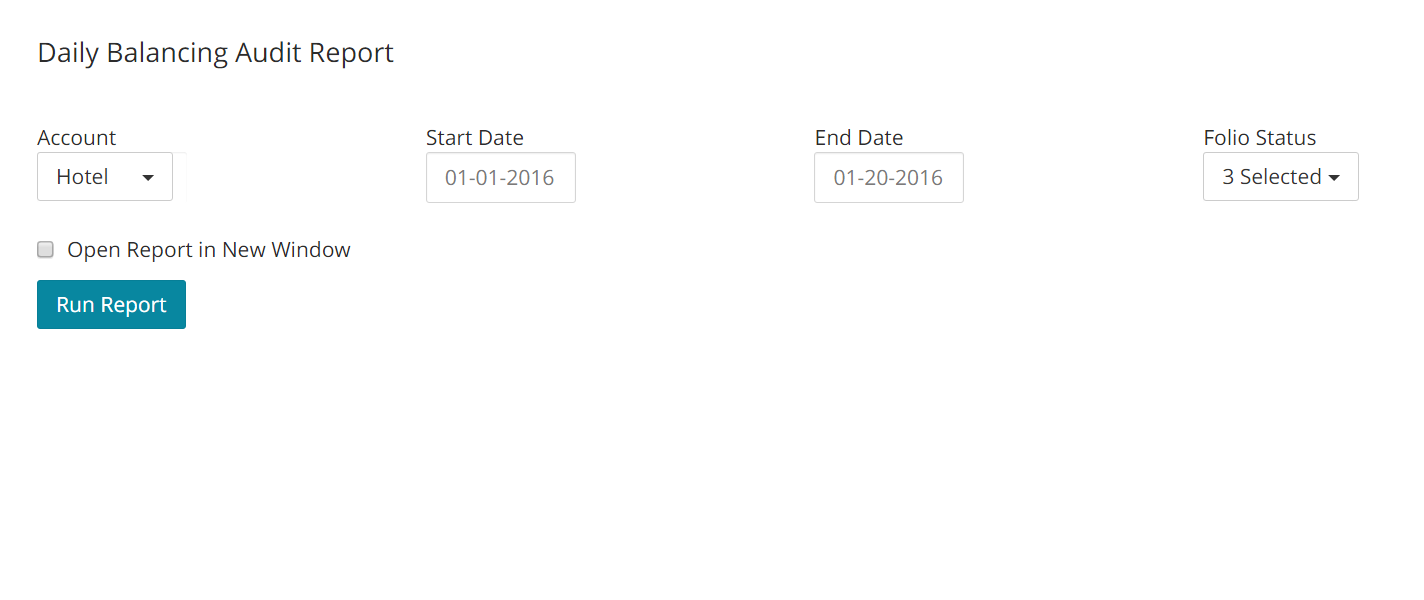 Daily Balancing Audit Report
Account Start Date End Date Folio Status
Hotel 01-01-2016 01-20-2016 3 Selected
Open Report in New Window
Run Report